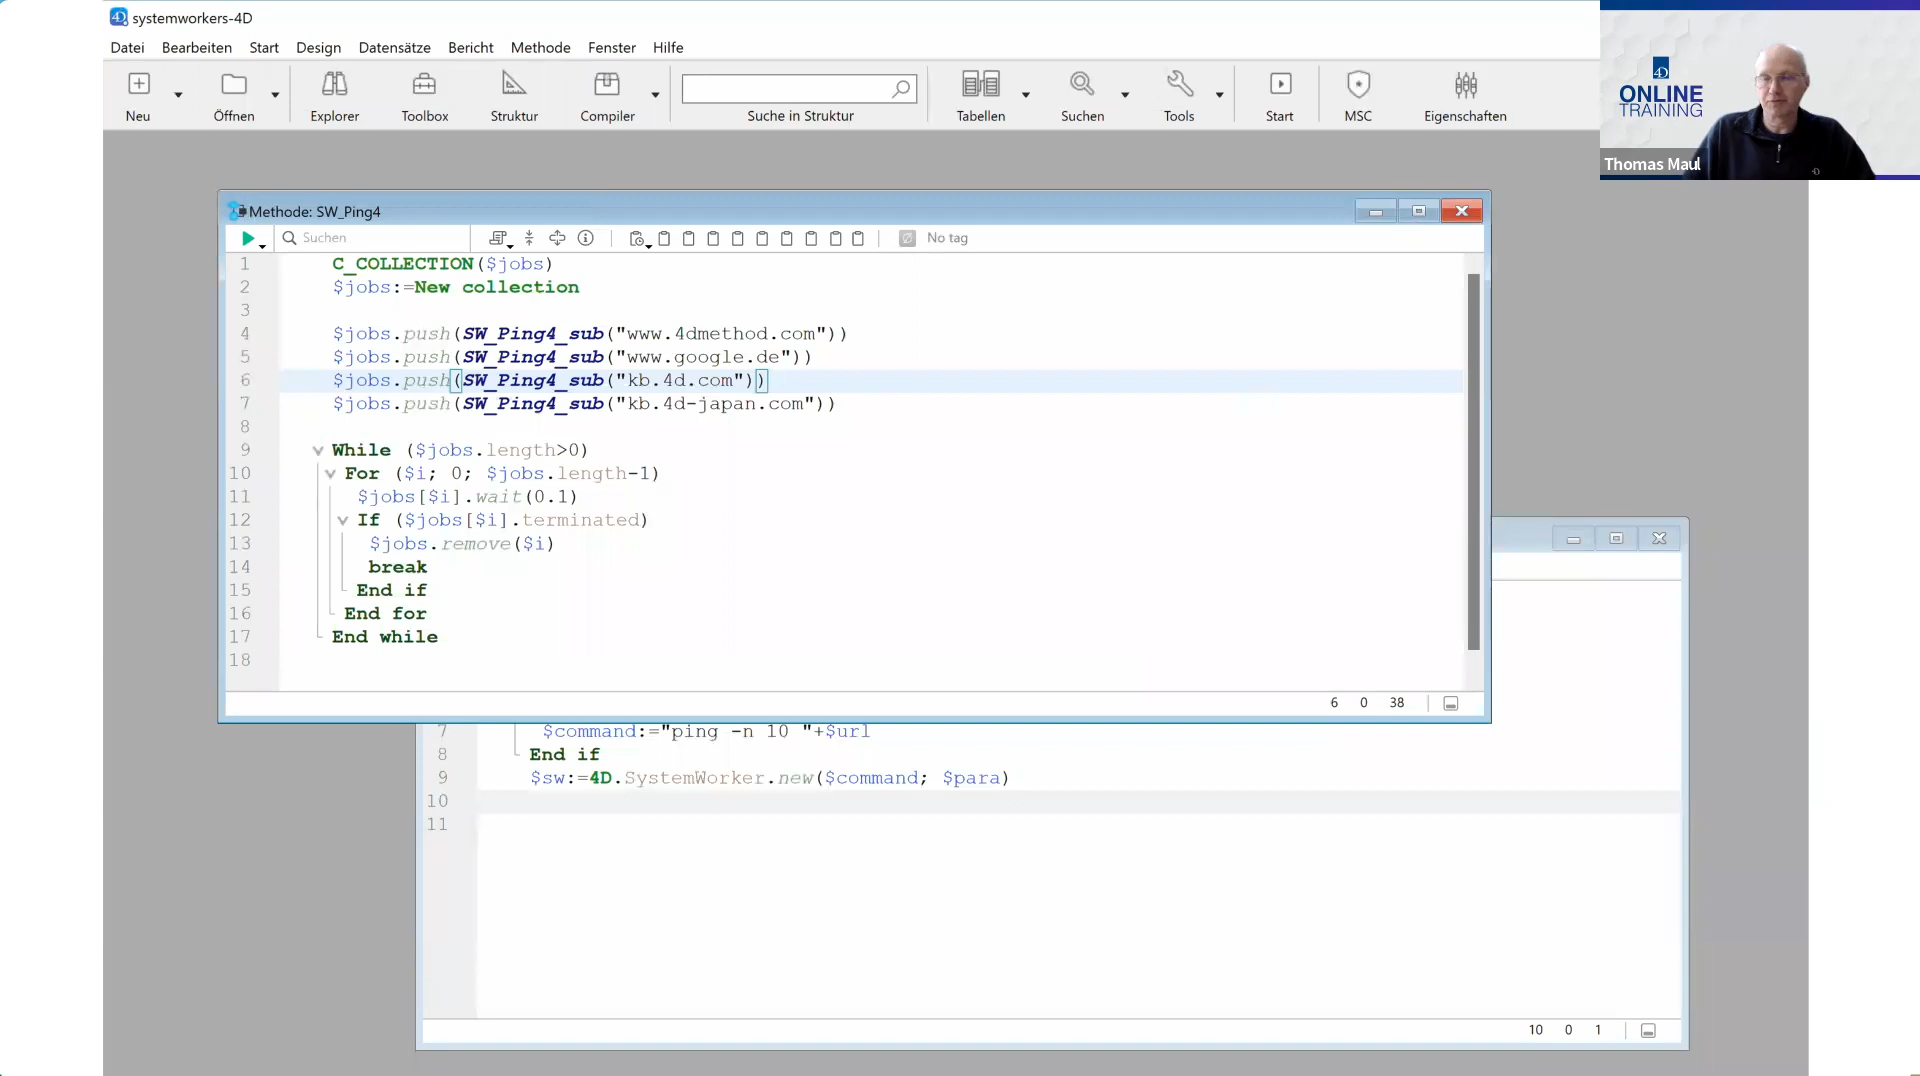 systemworkers-4D
Datei Bearbeiten Start Design Datensätze Bericht Methode Fenster Hilfe
Neu Öffnen Explorer Toolbox Struktur Compiler Suche in Struktur Tabellen Suchen Tools Start MSC Eigenschaften
4D
ONLINE
TRAINING
Thomas Maul
Methode: SW_Ping4
Suchen No tag
1 C_COLLECTION($jobs)
2 $jobs:=New collection
3
4 $jobs.push(SW_Ping4_sub("www.4dmethod.com"))
5 $jobs.push(SW_Ping4_sub("www.google.de"))
6 $jobs.push(SW_Ping4_sub("kb.4d.com"))
7 $jobs.push(SW_Ping4_sub("kb.4d-japan.com"))
8
9 While ($jobs.length>0)
10 For ($i; 0; $jobs.length-1)
11 $jobs[$i].wait(0.1)
12 If ($jobs[$i].terminated)
13 $jobs.remove($i)
14 break
15 End if
16 End for
17 End while
18
6 0 38
7 $command:="ping -n 10 "+$url
8 End if
9 $sw:=4D.SystemWorker.new($command; $para)
10
11
10 0 1